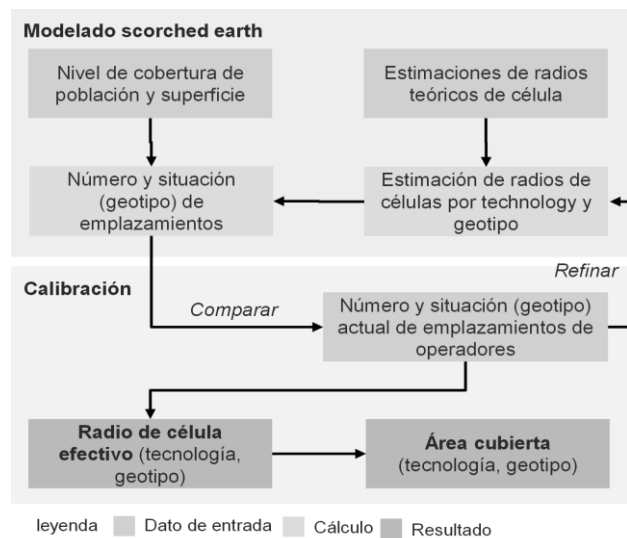 Modelado scorched earth
Nivel de cobertura de
población y superficie
Estimaciones de radios
teóricos de célula
Número y situación
(geotipo) de
emplazamientos
Estimación de radios de
células por technology y
geotipo
Refinar
Calibración
Comparar
Número y situación (geotipo)
actual de emplazamientos de
operadores
Radio de célula
efectivo (tecnología,
geotipo)
Área cubierta
(tecnología, geotipo)
leyenda
Dato de entrada
Cálculo
Resultado